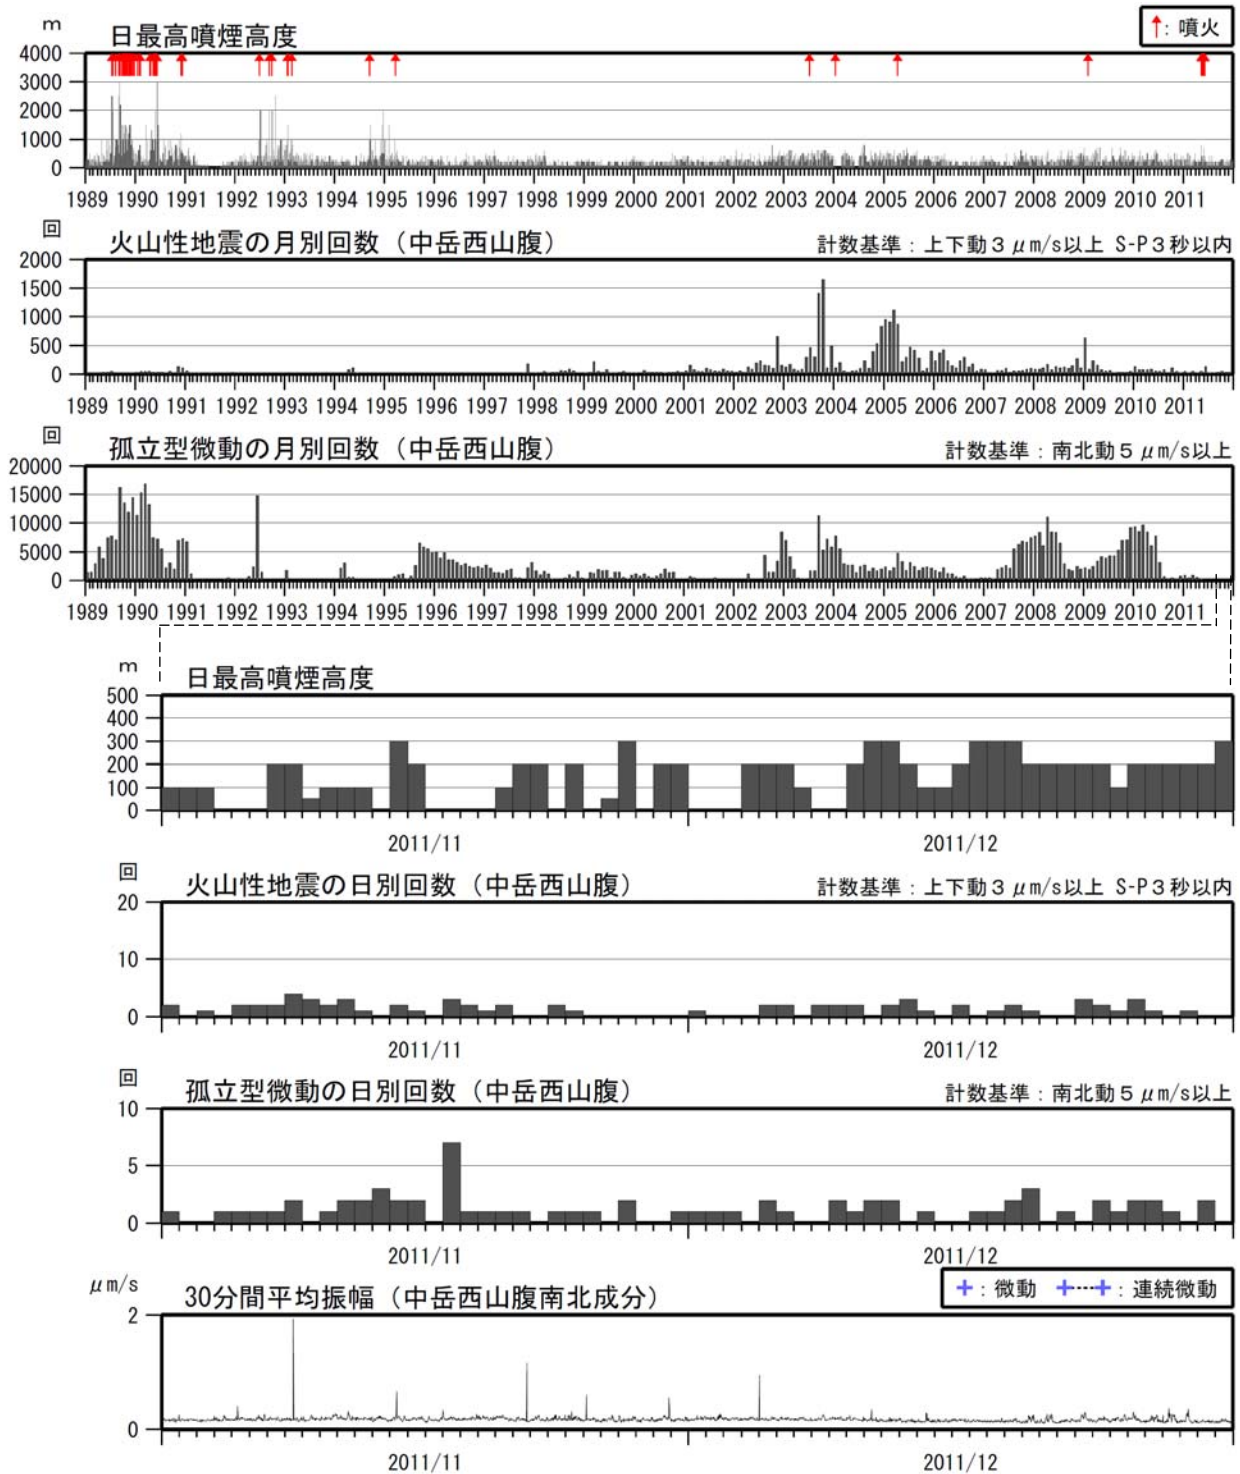 m
日最高噴煙高度
↑: 噴火
4000
3000
2000
1000
0
1989 1990 1991 1992 1993 1994 1995 1996 1997 1998 1999 2000 2001 2002 2003 2004 2005 2006 2007 2008 2009 2010 2011
回
火山性地震の月別回数（中岳西山腹）
計数基準：上下動３μm/s以上 S-P３秒以内
2000
1500
1000
500
0
1989 1990 1991 1992 1993 1994 1995 1996 1997 1998 1999 2000 2001 2002 2003 2004 2005 2006 2007 2008 2009 2010 2011
回
孤立型微動の月別回数（中岳西山腹）
計数基準：南北動５μm/s以上
20000
15000
10000
5000
0
1989 1990 1991 1992 1993 1994 1995 1996 1997 1998 1999 2000 2001 2002 2003 2004 2005 2006 2007 2008 2009 2010 2011
m
日最高噴煙高度
500
400
300
200
100
0
2011/11 2011/12
回
火山性地震の日別回数（中岳西山腹）
計数基準：上下動３μm/s以上 S-P３秒以内
20
10
0
2011/11 2011/12
回
孤立型微動の日別回数（中岳西山腹）
計数基準：南北動５μm/s以上
10
5
0
2011/11 2011/12
μm/s
30分間平均振幅（中岳西山腹南北成分）
+：微動 +---+：連続微動
2
0
2011/11 2011/12